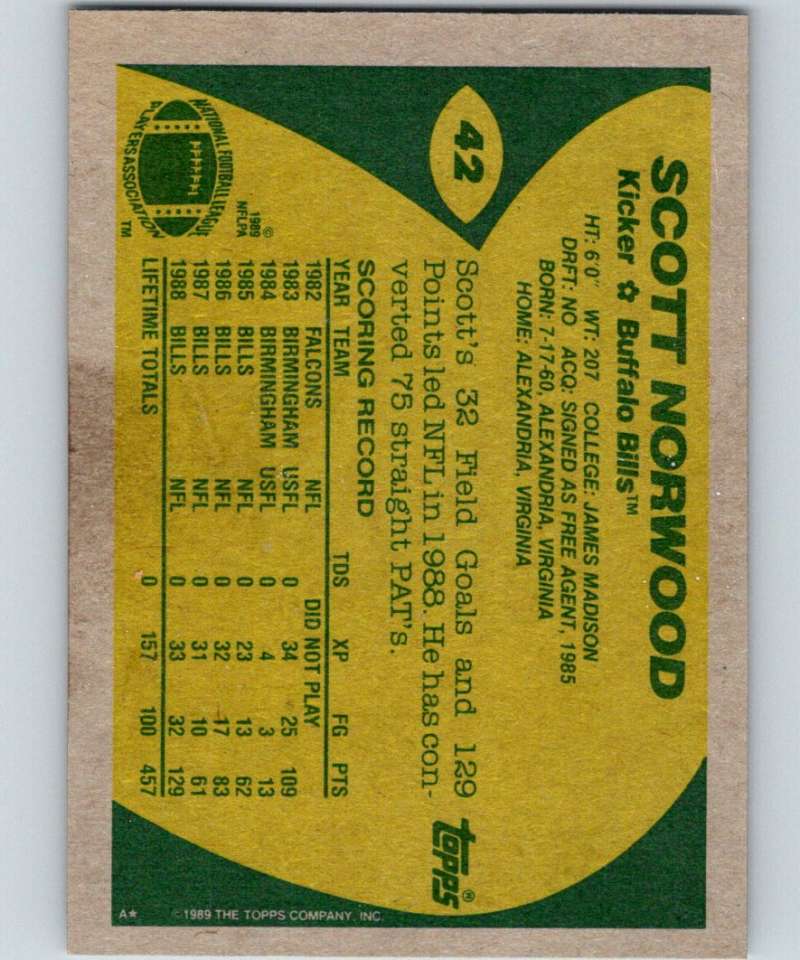 42
SCOTT NORWOOD
Kicker ✿ Buffalo Bills™
HT: 6'0" WT: 207 COLLEGE: JAMES MADISON
DRFT: NO ACQ: SIGNED AS FREE AGENT, 1985
BORN: 7-17-60, ALEXANDRIA, VIRGINIA
HOME: ALEXANDRIA, VIRGINIA
Scott's 32 Field Goals and 129
Points led NFL in 1988. He has con-
verted 75 straight PAT's.
topps®
SCORING RECORD
YEAR TEAM TDS XP FG PTS
1982 FALCONS NFL DID NOT PLAY
1983 BIRMINGHAM USFL 0 34 25 109
1984 BIRMINGHAM USFL 0 4 3 13
1985 BILLS NFL 0 23 13 62
1986 BILLS NFL 0 32 17 83
1987 BILLS NFL 0 31 10 61
1988 BILLS NFL 0 33 32 129
LIFETIME TOTALS 0 157 100 457
©
1989
NFLPA
NATIONAL FOOTBALL LEAGUE
PLAYERS ASSOCIATION
TM
A★ ©1989 THE TOPPS COMPANY, INC.